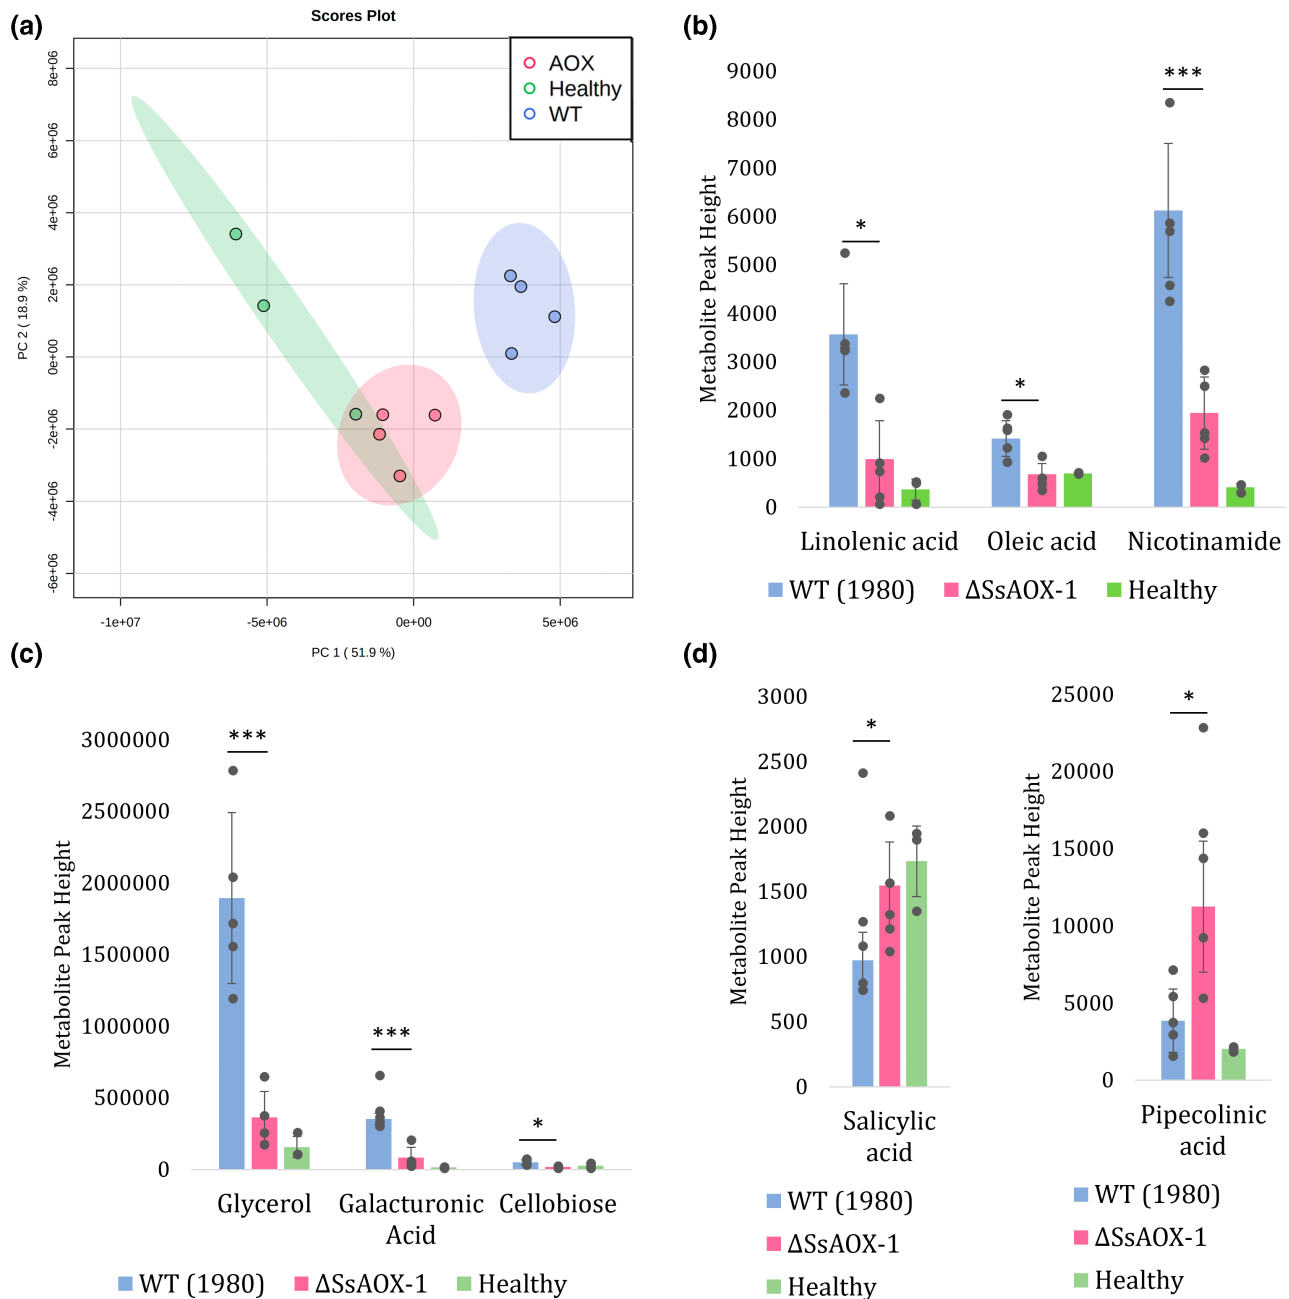 (a)
Scores Plot
AOX
Healthy
WT
8e+06
6e+06
4e+06
2e+06
0e+00
-2e+06
-4e+06
-6e+06
PC 2 ( 18.9 %)
-1e+07 -5e+06 0e+00 5e+06
PC 1 ( 51.9 %)
(b)
Metabolite Peak Height
9000
8000
7000
6000
5000
4000
3000
2000
1000
0
*
*
***
Linolenic acid Oleic acid Nicotinamide
WT (1980) ΔSsAOX-1 Healthy
(c)
Metabolite Peak Height
3000000
2500000
2000000
1500000
1000000
500000
0
***
***
*
Glycerol Galacturonic Cellobiose
Acid
WT (1980) ΔSsAOX-1 Healthy
(d)
Metabolite Peak Height
3000
2500
2000
1500
1000
500
0
*
Salicylic
acid
WT (1980)
ΔSsAOX-1
Healthy
Metabolite Peak Height
25000
20000
15000
10000
5000
0
*
Pipecolinic
acid
WT (1980)
ΔSsAOX-1
Healthy